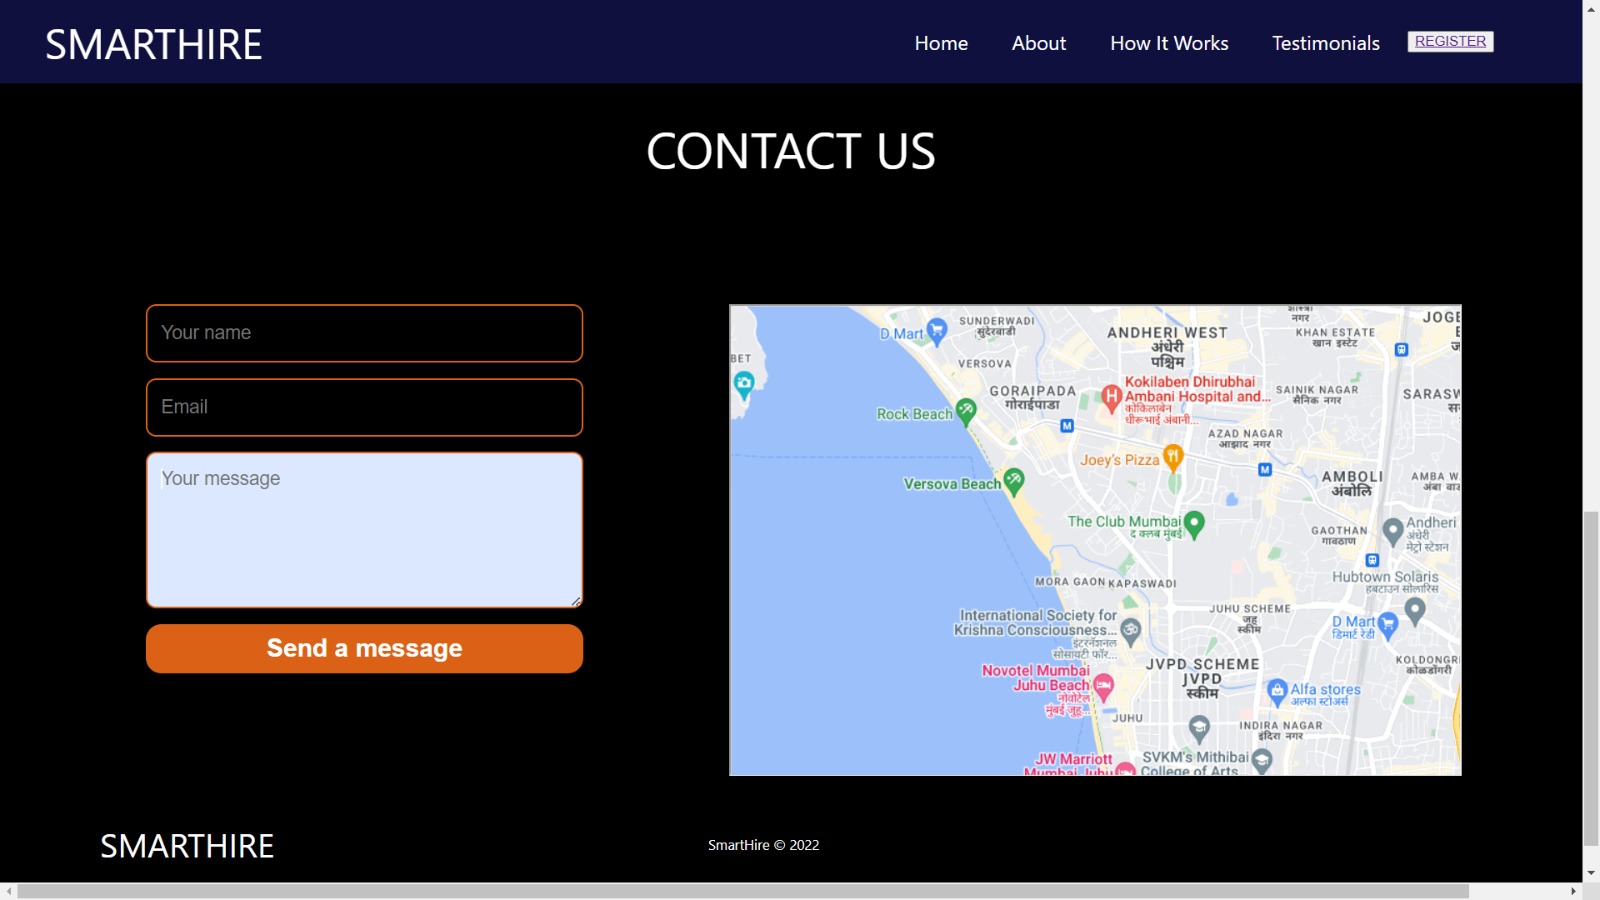 SMARTHIRE
Home
About
How It Works
Testimonials
REGISTER
CONTACT US
Your name
Email
Your message
Send a message
BET
SUNDERWADI
सुंदरवाडी
D Mart
VERSOVA
ANDHERI WEST
अंधेरी
पश्चिम
नगर
KHAN ESTATE
खान इस्टेट
JOGE
GORAIPADA
गोराईपाडा
Kokilaben Dhirubhai
Ambani Hospital and...
कोकिलाबेन
धीरूभाई अंबानी...
SAINIK NAGAR
सैनिक नगर
SARASW
Rock Beach
AZAD NAGAR
आझाद नगर
Joey's Pizza
Versova Beach
AMBOLI
अंबोली
AMBA W
अंबा वाड
The Club Mumbai
द क्लब मुंबई
GAOTHAN
गावठाण
Andheri
अंधेरी
मेट्रो स्टेशन
MORA GAON
KAPASWADI
Hubtown Solaris
हबटाउन सोलारिस
International Society for
Krishna Consciousness...
इंटरनॅशनल
सोसायटी फॉर...
JUHU SCHEME
जुहू
स्कीम
D Mart
डिमार्ट रेडी
Novotel Mumbai
Juhu Beach
नोवोटेल
मुंबई जुहू...
JVPD SCHEME
JVPD
स्कीम
KOLDONGRI
कोळडोंगरी
Alfa stores
अल्फा स्टोअर्स
JUHU
INDIRA NAGAR
इंदिरा नगर
JW Marriott
Mumbai Juhu
SVKM's Mithibai
College of Arts
SMARTHIRE
SmartHire © 2022